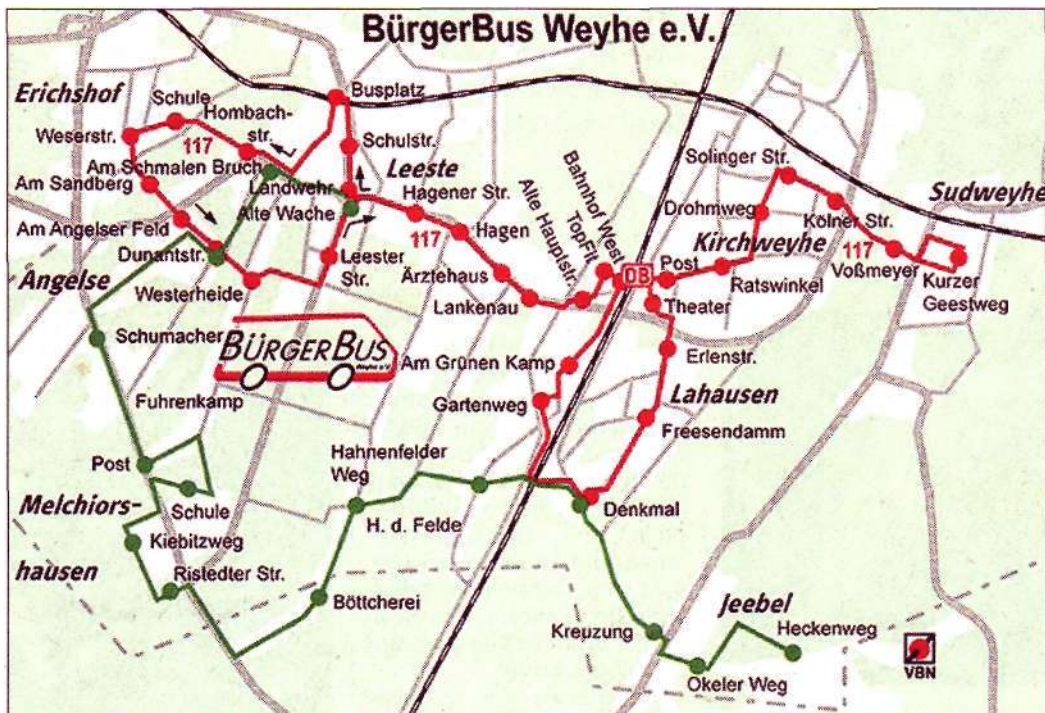 BürgerBus Weyhe e.V.
Erichshof
Schule
Hombach-
str.
Busplatz
Weserstr.
117
Schulstr.
Am Schmalen Bruch
Leeste
Am Sandberg
Landwehr
Hagener Str.
Alte Wache
Am Angelser Feld
117
Hagen
Dunantstr.
Leester
Str.
Ärztehaus
Westerheide
Lankenau
Alte Hauptstr.
TopFit
Bahnhof West
DB
Post
Theater
Solinger Str.
Sudweyhe
Drohmweg
Kölner Str.
Kirchweyhe
117
Voßmeyer
Ratswinkel
Kurzer
Geestweg
Angelse
Schumacher
BÜRGERBUS
Weyhe e.V.
Am Grünen Kamp
Erlenstr.
Fuhrenkamp
Gartenweg
Lahausen
Freesendamm
Post
Hahnenfelder
Weg
Melchiors-
hausen
Schule
H. d. Felde
Denkmal
Kiebitzweg
Ristedter Str.
Böttcherei
Jeebel
Kreuzung
Heckenweg
Okeler Weg
VBN